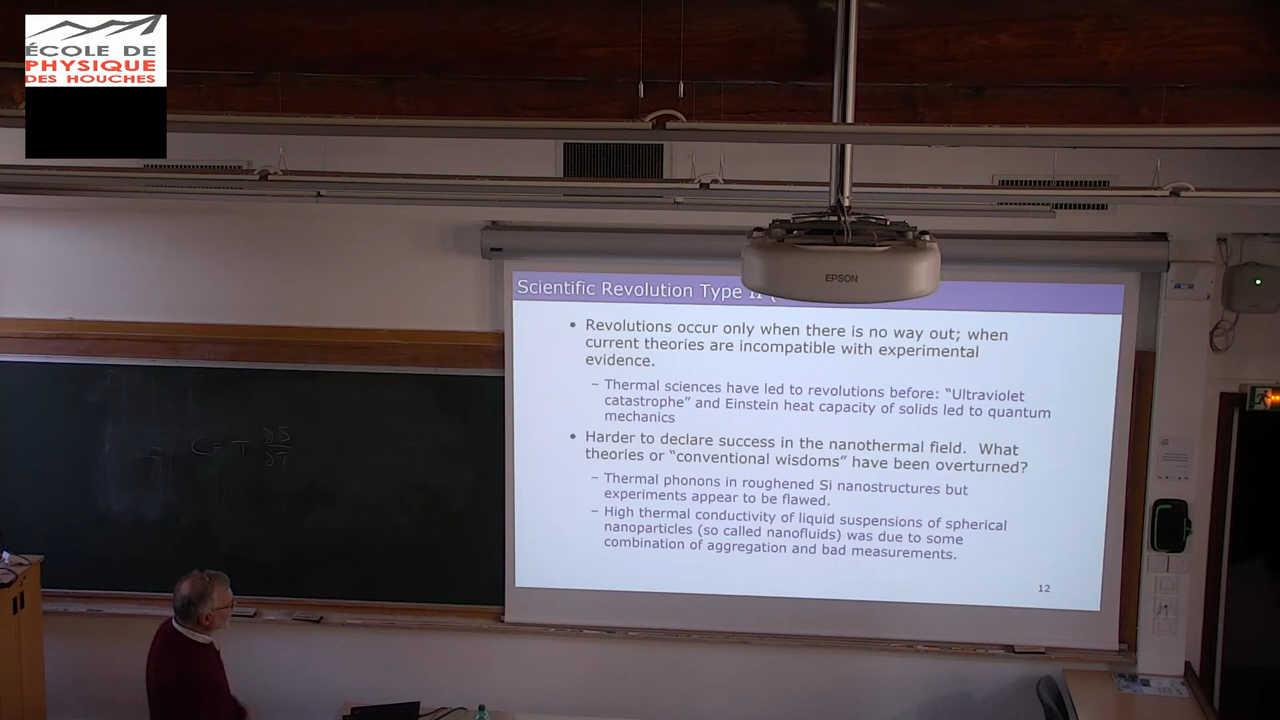 ÉCOLE DE
PHYSIQUE
DES HOUCHES
EPSON
Scientific Revolution Type II (
• Revolutions occur only when there is no way out; when
current theories are incompatible with experimental
evidence.
– Thermal sciences have led to revolutions before: “Ultraviolet
catastrophe” and Einstein heat capacity of solids led to quantum
mechanics
• Harder to declare success in the nanothermal field. What
theories or “conventional wisdoms” have been overturned?
– Thermal phonons in roughened Si nanostructures but
experiments appear to be flawed.
– High thermal conductivity of liquid suspensions of spherical
nanoparticles (so called nanofluids) was due to some
combination of aggregation and bad measurements.
12
C = T ∂S/∂T